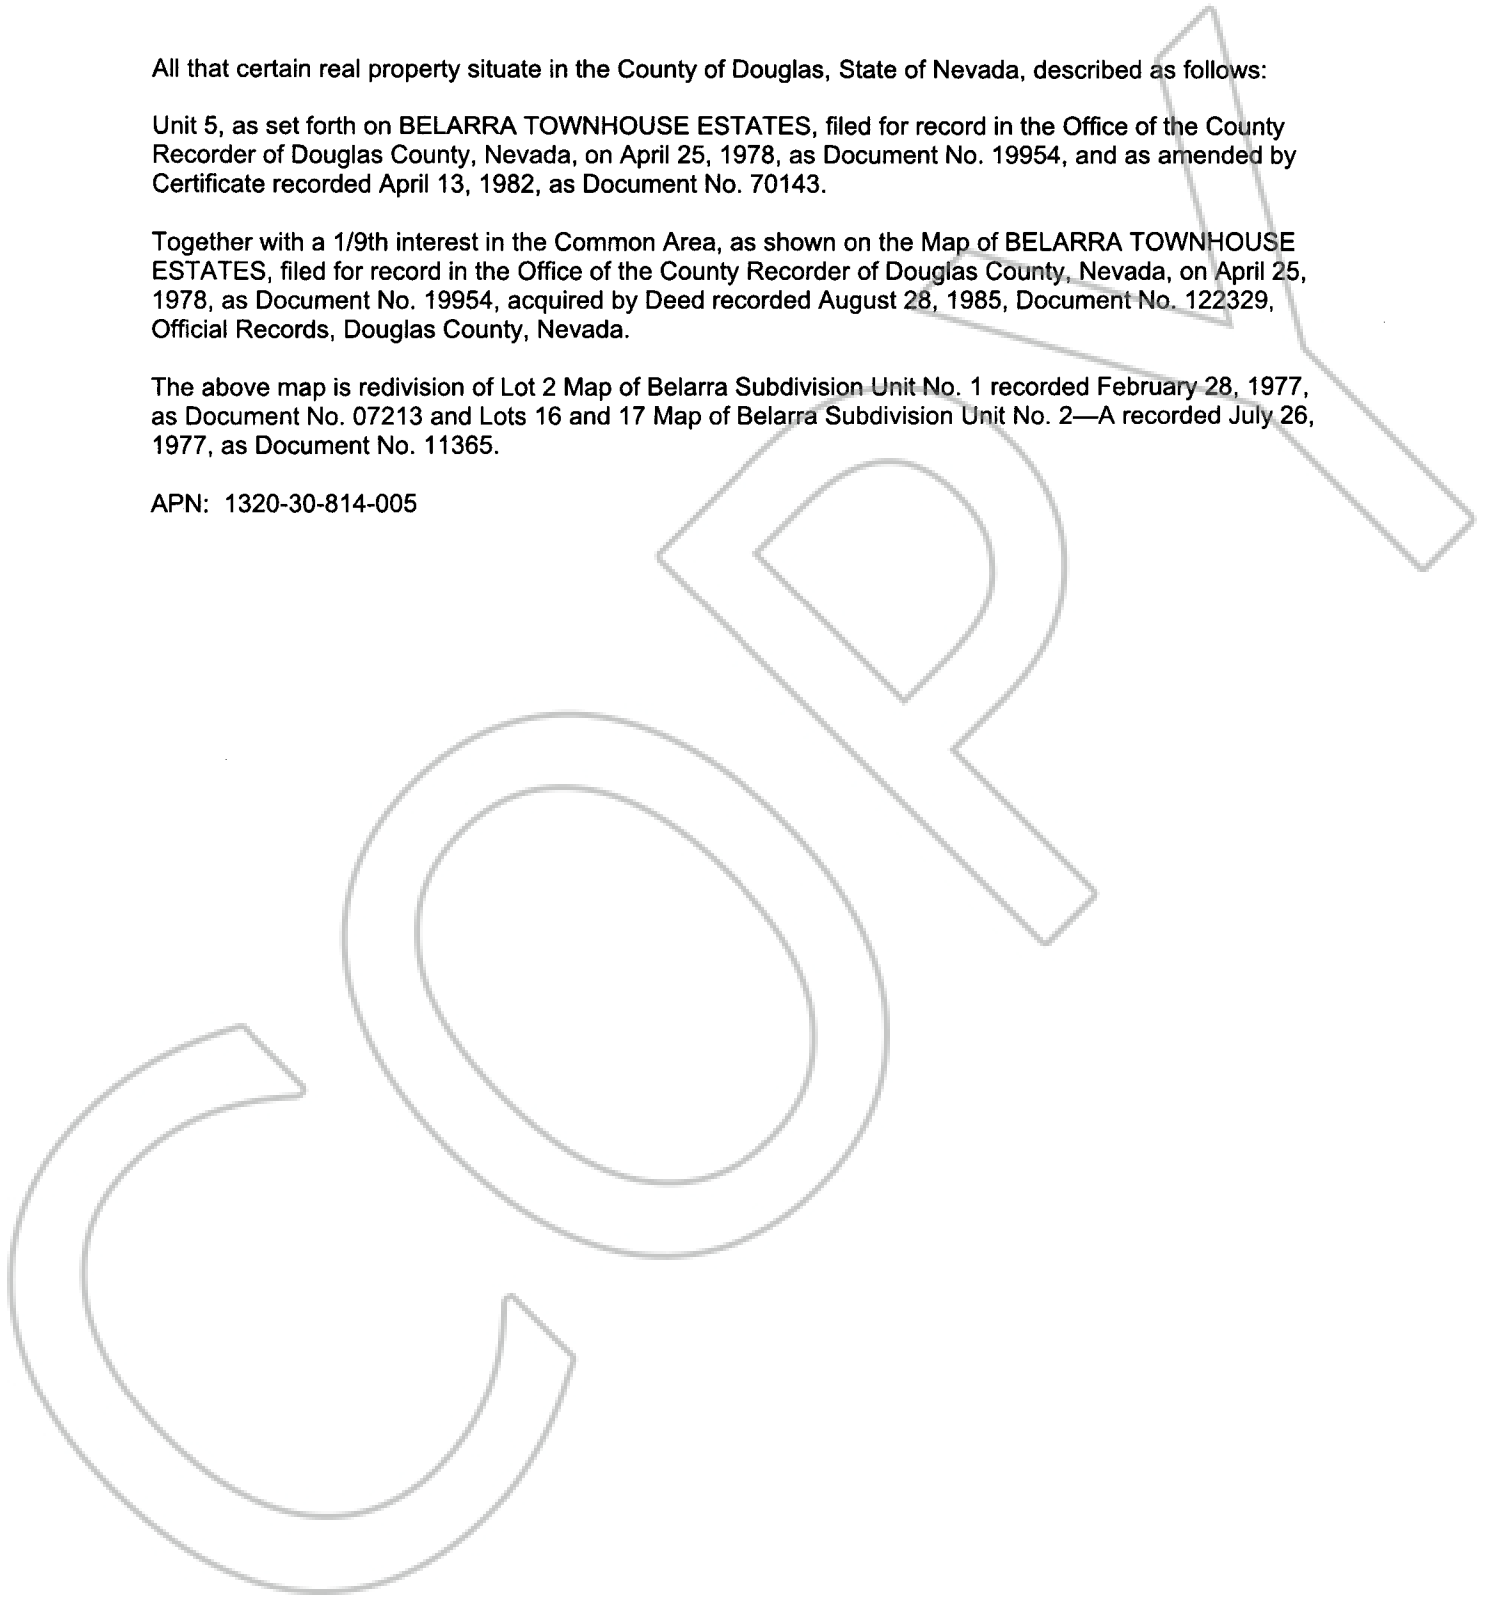 All that certain real property situate in the County of Douglas, State of Nevada, described as follows:
Unit 5, as set forth on BELARRA TOWNHOUSE ESTATES, filed for record in the Office of the County
Recorder of Douglas County, Nevada, on April 25, 1978, as Document No. 19954, and as amended by
Certificate recorded April 13, 1982, as Document No. 70143.
Together with a 1/9th interest in the Common Area, as shown on the Map of BELARRA TOWNHOUSE
ESTATES, filed for record in the Office of the County Recorder of Douglas County, Nevada, on April 25,
1978, as Document No. 19954, acquired by Deed recorded August 28, 1985, Document No. 122329,
Official Records, Douglas County, Nevada.
The above map is redivision of Lot 2 Map of Belarra Subdivision Unit No. 1 recorded February 28, 1977,
as Document No. 07213 and Lots 16 and 17 Map of Belarra Subdivision Unit No. 2—A recorded July 26,
1977, as Document No. 11365.
APN: 1320-30-814-005
COPY